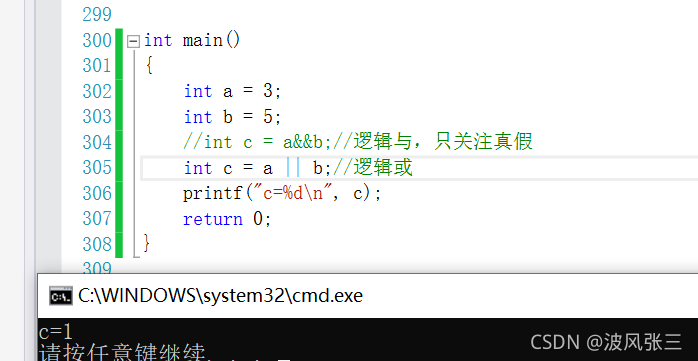 299
300 int main()
301 {
302 int a = 3;
303 int b = 5;
304 //int c = a&&b;//逻辑与，只关注真假
305 int c = a || b;//逻辑或
306 printf("c=%d\n", c);
307 return 0;
308 }
309
C:\WINDOWS\system32\cmd.exe
c=1
请按任意键继续. . .
CSDN @波风张三